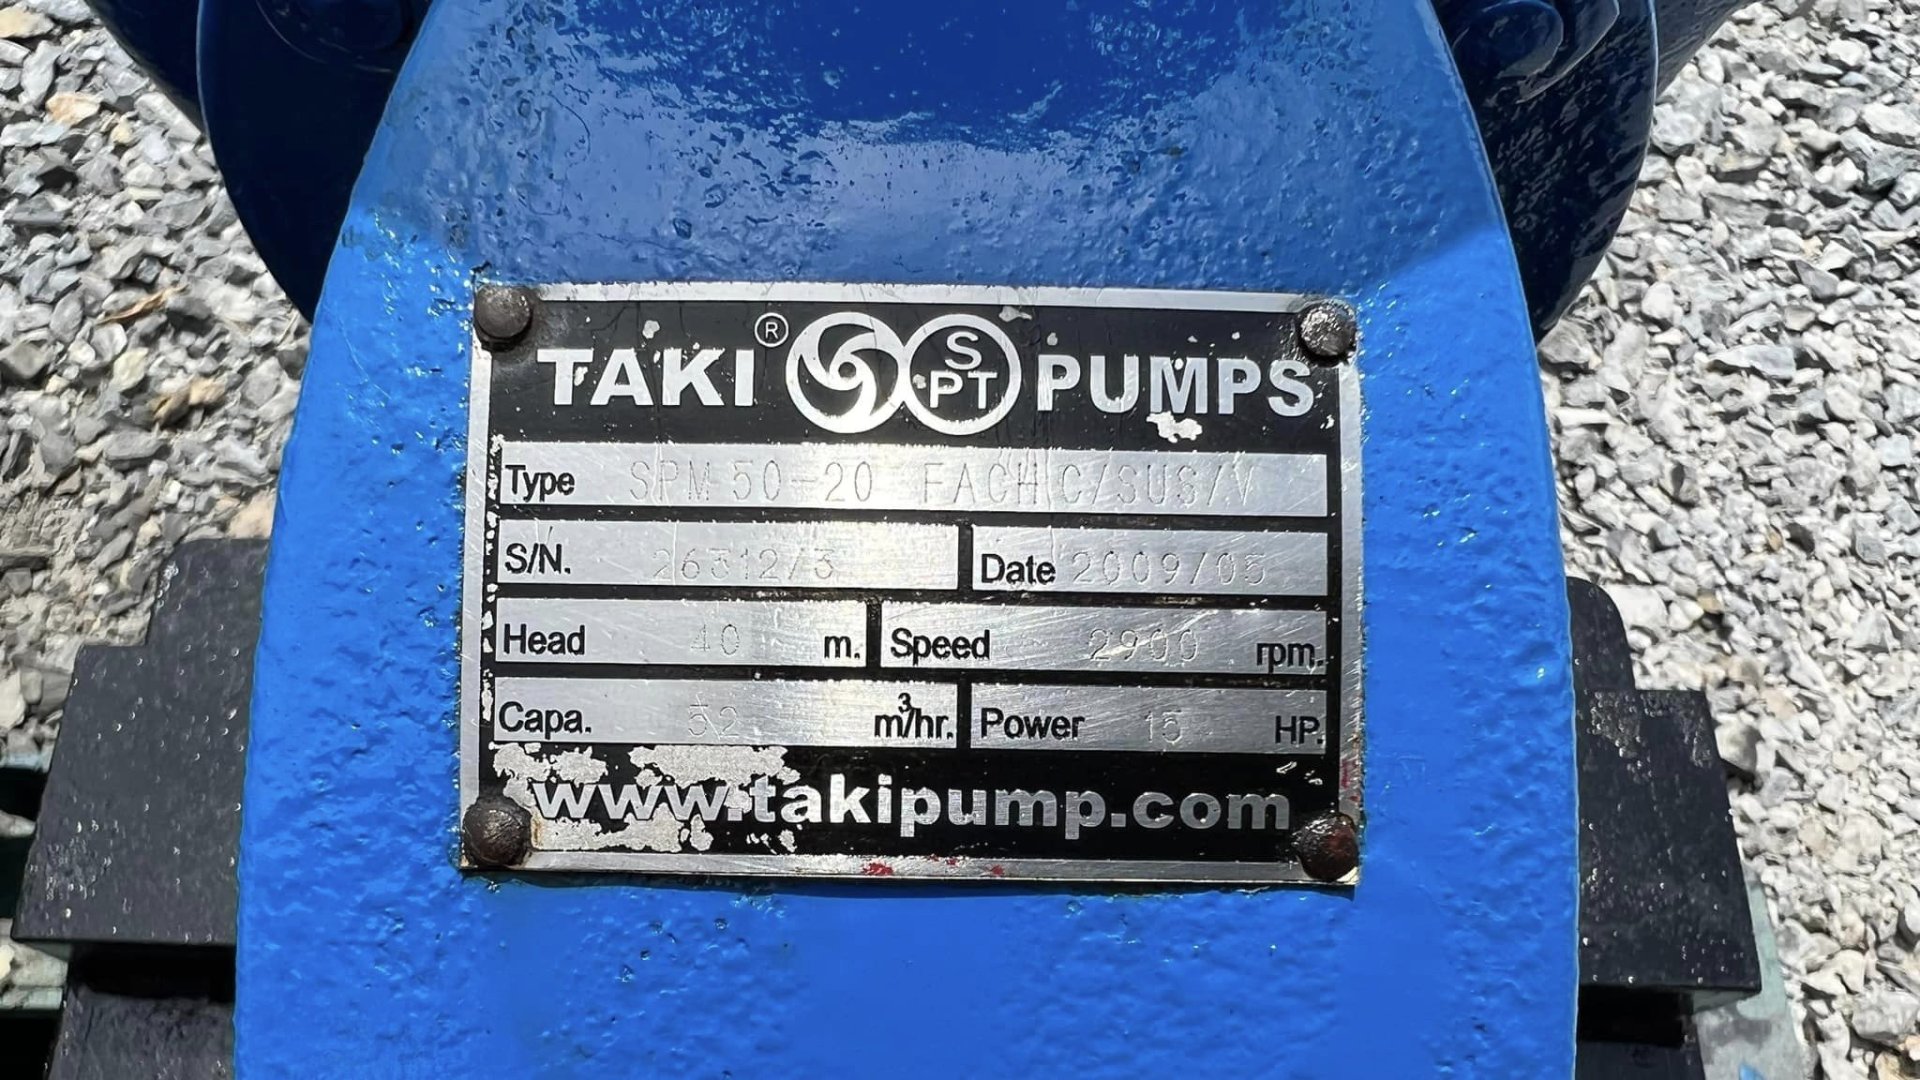 TAKI ® S PT PUMPS
Type SPM 50-20 FACH C/SUS/V
S/N. 26312/3 Date 2009/05
Head 40 m. Speed 2900 rpm.
Capa. 52 m³/hr. Power 15 HP.
www.takipump.com